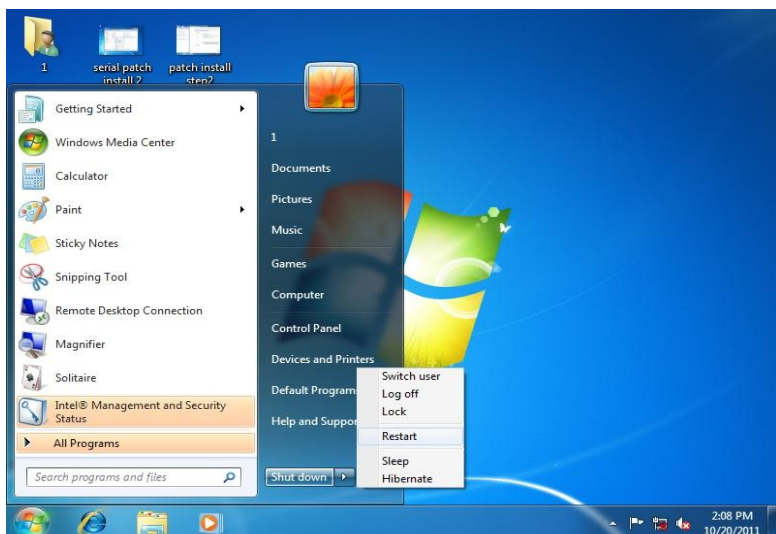 1
serial patch
install 2
patch install
step2
Getting Started
Windows Media Center
Calculator
Paint
Sticky Notes
Snipping Tool
Remote Desktop Connection
Magnifier
Solitaire
Intel® Management and Security
Status
All Programs
Search programs and files
1
Documents
Pictures
Music
Games
Computer
Control Panel
Devices and Printers
Default Program
Help and Suppor
Shut down
Switch user
Log off
Lock
Restart
Sleep
Hibernate
2:08 PM
10/20/2011